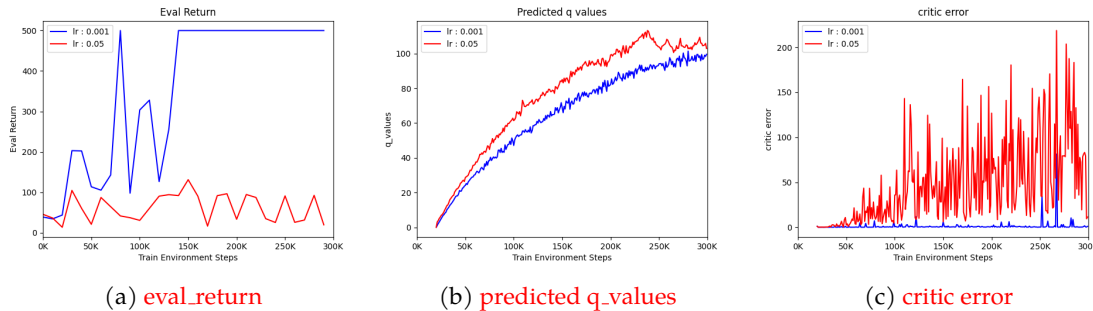 Eval Return
500
400
300
200
100
0
Eval Return
lr : 0.001
lr : 0.05
0K 50K 100K 150K 200K 250K 300K
Train Environment Steps
(a) eval_return
Predicted q values
100
80
60
40
20
0
q_values
lr : 0.001
lr : 0.05
0K 50K 100K 150K 200K 250K 300K
Train Environment Steps
(b) predicted q_values
critic error
200
150
100
50
0
critic error
lr : 0.001
lr : 0.05
0K 50K 100K 150K 200K 250K 300K
Train Environment Steps
(c) critic error